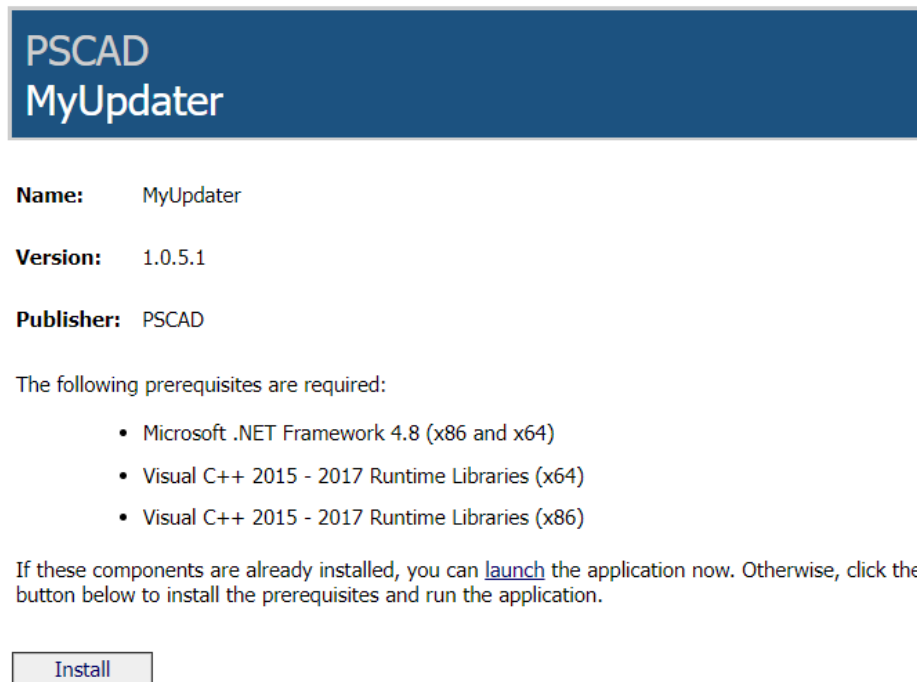 PSCAD
MyUpdater
Name: MyUpdater
Version: 1.0.5.1
Publisher: PSCAD
The following prerequisites are required:
• Microsoft .NET Framework 4.8 (x86 and x64)
• Visual C++ 2015 - 2017 Runtime Libraries (x64)
• Visual C++ 2015 - 2017 Runtime Libraries (x86)
If these components are already installed, you can launch the application now. Otherwise, click the
button below to install the prerequisites and run the application.
Install